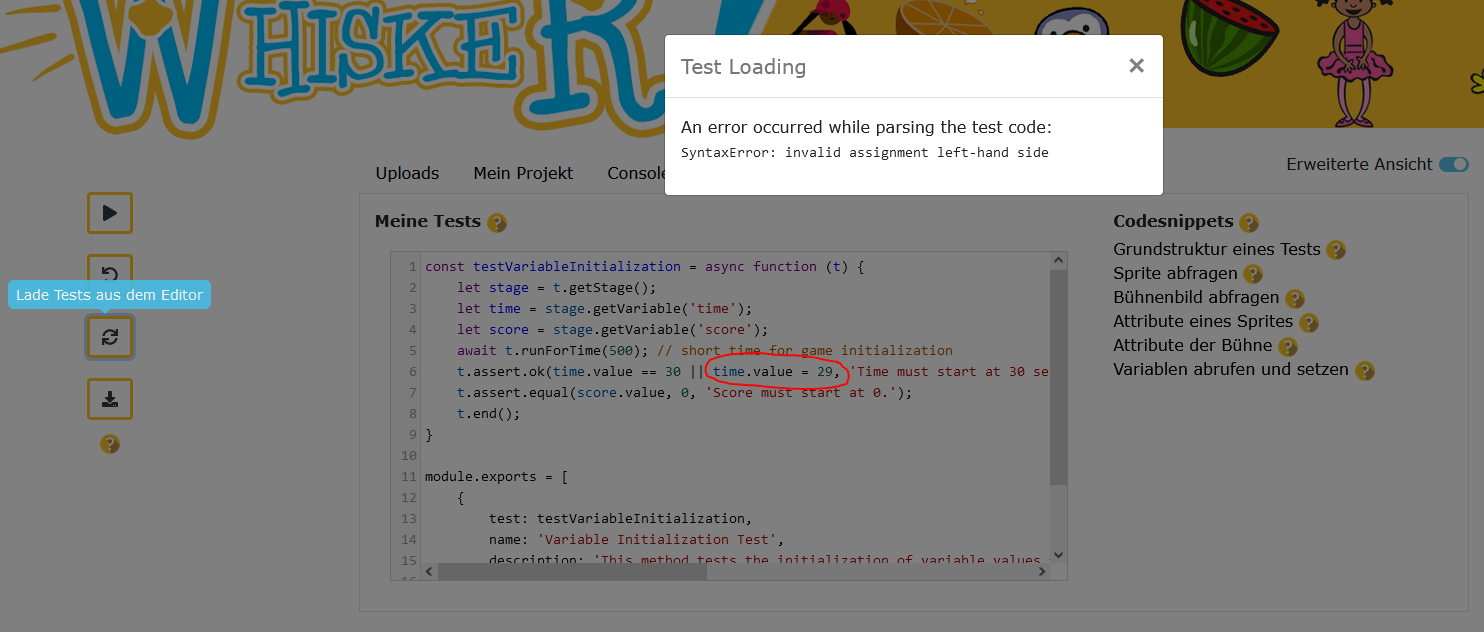 WHISKER
Test Loading
×
An error occurred while parsing the test code:
SyntaxError: invalid assignment left-hand side
Uploads Mein Projekt Console
Erweiterte Ansicht
Meine Tests ?
Codesnippets ?
Grundstruktur eines Tests ?
Sprite abfragen ?
Bühnenbild abfragen ?
Attribute eines Sprites ?
Attribute der Bühne ?
Variablen abrufen und setzen ?
Lade Tests aus dem Editor
?
1 const testVariableInitialization = async function (t) {
2 let stage = t.getStage();
3 let time = stage.getVariable('time');
4 let score = stage.getVariable('score');
5 await t.runForTime(500); // short time for game initialization
6 t.assert.ok(time.value == 30 || time.value = 29, 'Time must start at 30 se
7 t.assert.equal(score.value, 0, 'Score must start at 0.');
8 t.end();
9 }
10
11 module.exports = [
12 {
13 test: testVariableInitialization,
14 name: 'Variable Initialization Test',
15 description: 'This method tests the initialization of variable values